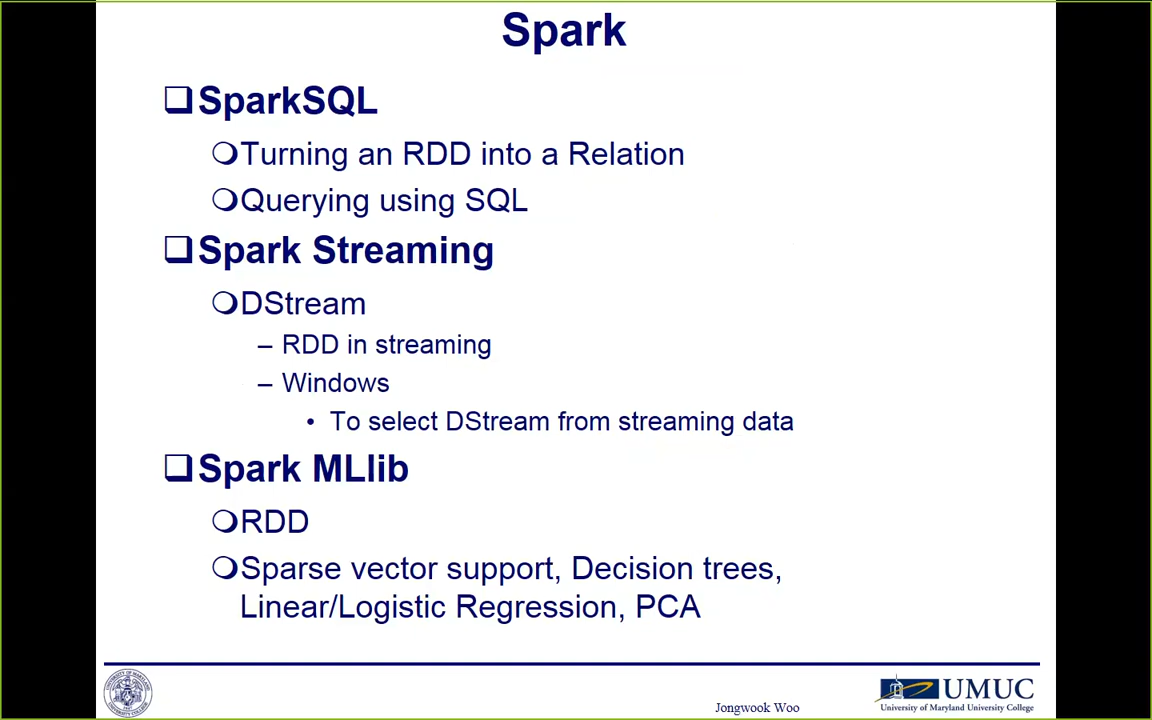 Spark
SparkSQL
Turning an RDD into a Relation
Querying using SQL
Spark Streaming
DStream
– RDD in streaming
– Windows
• To select DStream from streaming data
Spark MLlib
RDD
Sparse vector support, Decision trees,
Linear/Logistic Regression, PCA
Jongwook Woo
UMUC
University of Maryland University College